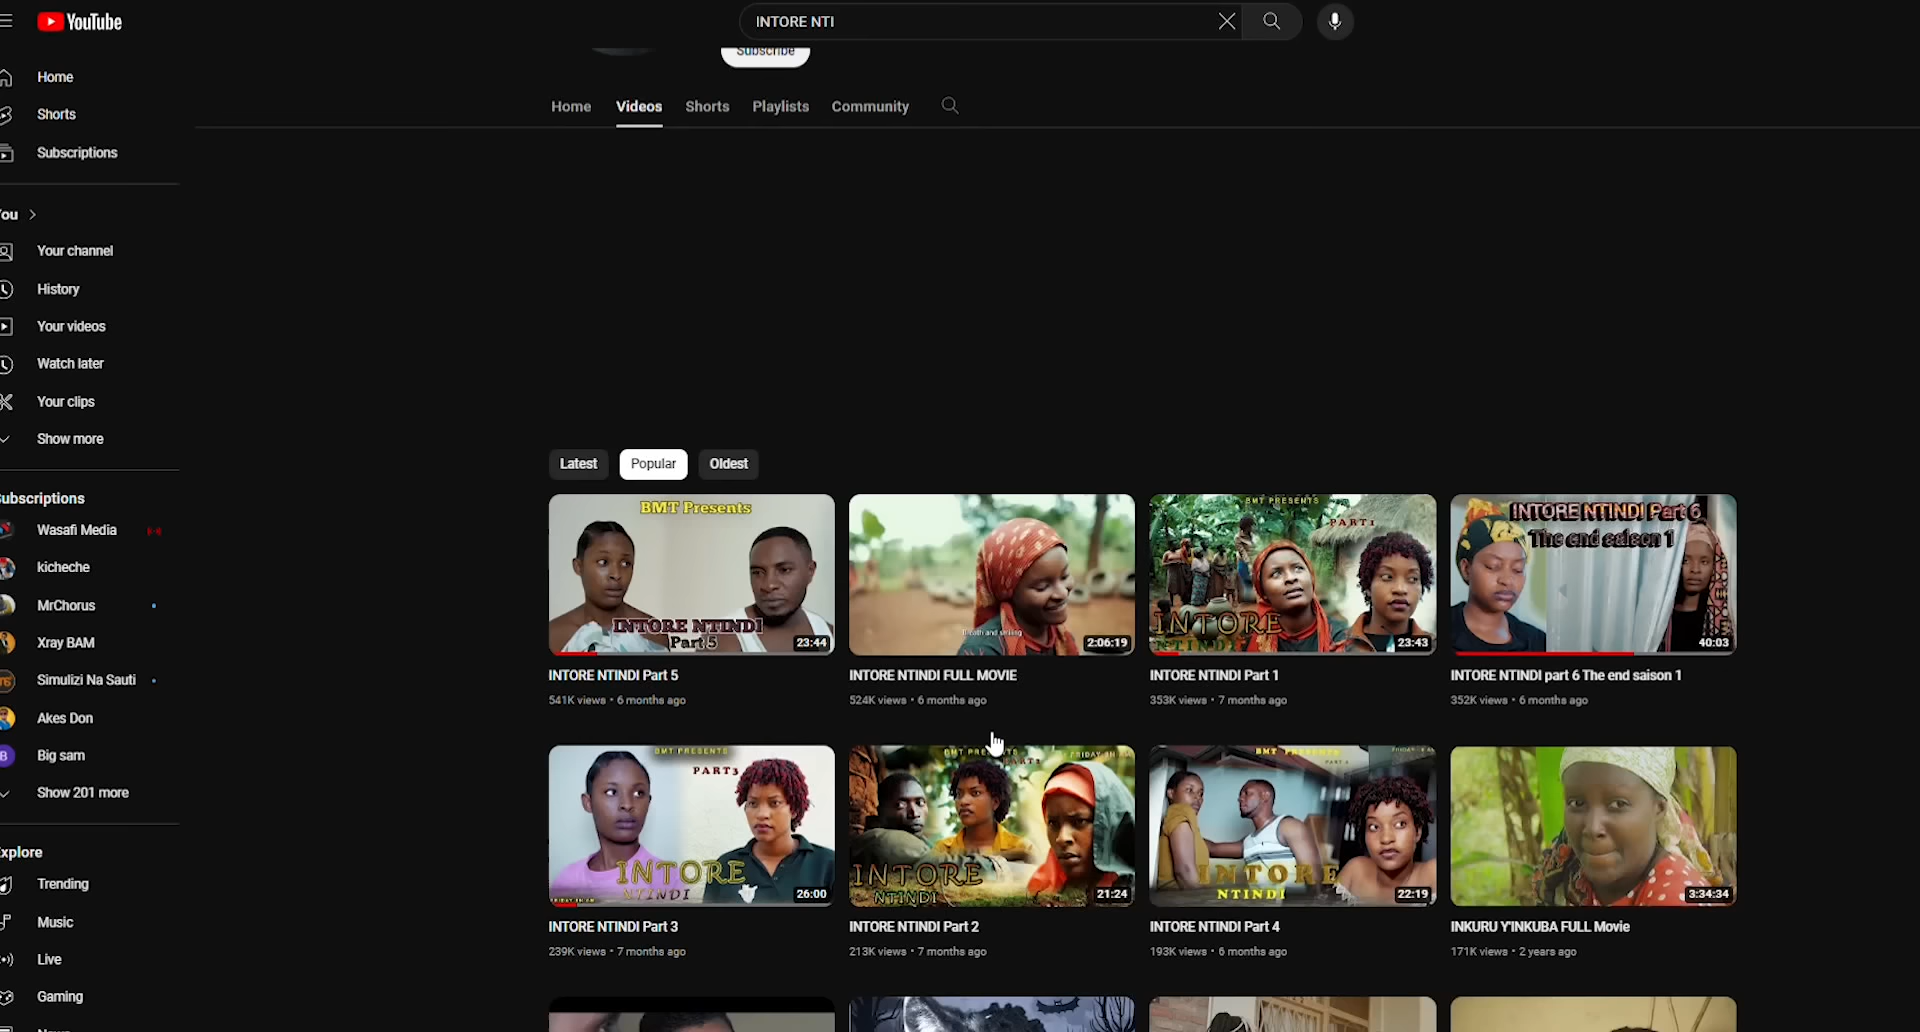 YouTube
INTORE NTI
Subscribe
Home
Shorts
Subscriptions
Home
Videos
Shorts
Playlists
Community
You
Your channel
History
Your videos
Watch later
Your clips
Show more
Subscriptions
Wasafi Media
kicheche
MrChorus
Xray BAM
Simulizi Na Sauti
Akes Don
B
Big sam
Show 201 more
Explore
Trending
Music
Live
Gaming
Latest
Popular
Oldest
BMT Presents
INTORE NTINDI
Part 5
23:44
INTORE NTINDI Part 5
541K views • 6 months ago
Breath and smiling
2:06:19
INTORE NTINDI FULL MOVIE
524K views • 6 months ago
BMT PRESENTS
PART1
INTORE
NTINDI
23:43
INTORE NTINDI Part 1
353K views • 7 months ago
INTORE NTINDI Part 6
The end saison 1
40:03
INTORE NTINDI part 6 The end saison 1
352K views • 6 months ago
BMT PRESENTS
PART3
INTORE
NTINDI
26:00
INTORE NTINDI Part 3
239K views • 7 months ago
BMT
INTORE
NTINDI
21:24
INTORE NTINDI Part 2
213K views • 7 months ago
BMT PRESENTS
INTORE
NTINDI
22:19
INTORE NTINDI Part 4
193K views • 6 months ago
3:34:34
INKURU Y'INKUBA FULL Movie
171K views • 2 years ago